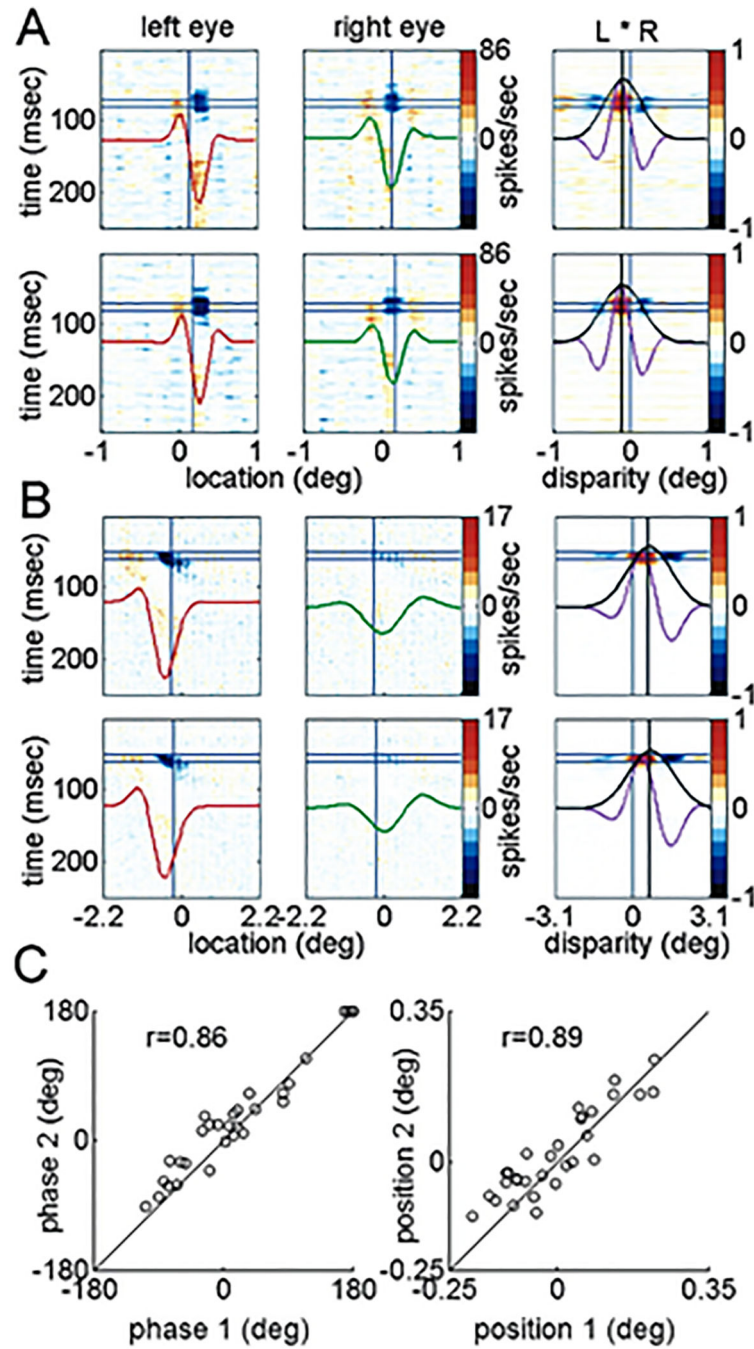 A
left eye
right eye
L * R
86
0
spikes/sec
1
0
-1
time (msec)
100
200
86
0
spikes/sec
1
0
-1
time (msec)
100
200
-1 0 1
-1 0 1
-1 0 1
location (deg)
disparity (deg)
B
17
0
spikes/sec
1
0
-1
time (msec)
100
200
17
0
spikes/sec
1
0
-1
time (msec)
100
200
-2.2 0 2.2
-2.2 0 2.2
-3.1 0 3.1
location (deg)
disparity (deg)
C
180
0
-180
phase 2 (deg)
r=0.86
-180 0 180
phase 1 (deg)
0.35
0
-0.25
position 2 (deg)
r=0.89
-0.25 0 0.35
position 1 (deg)